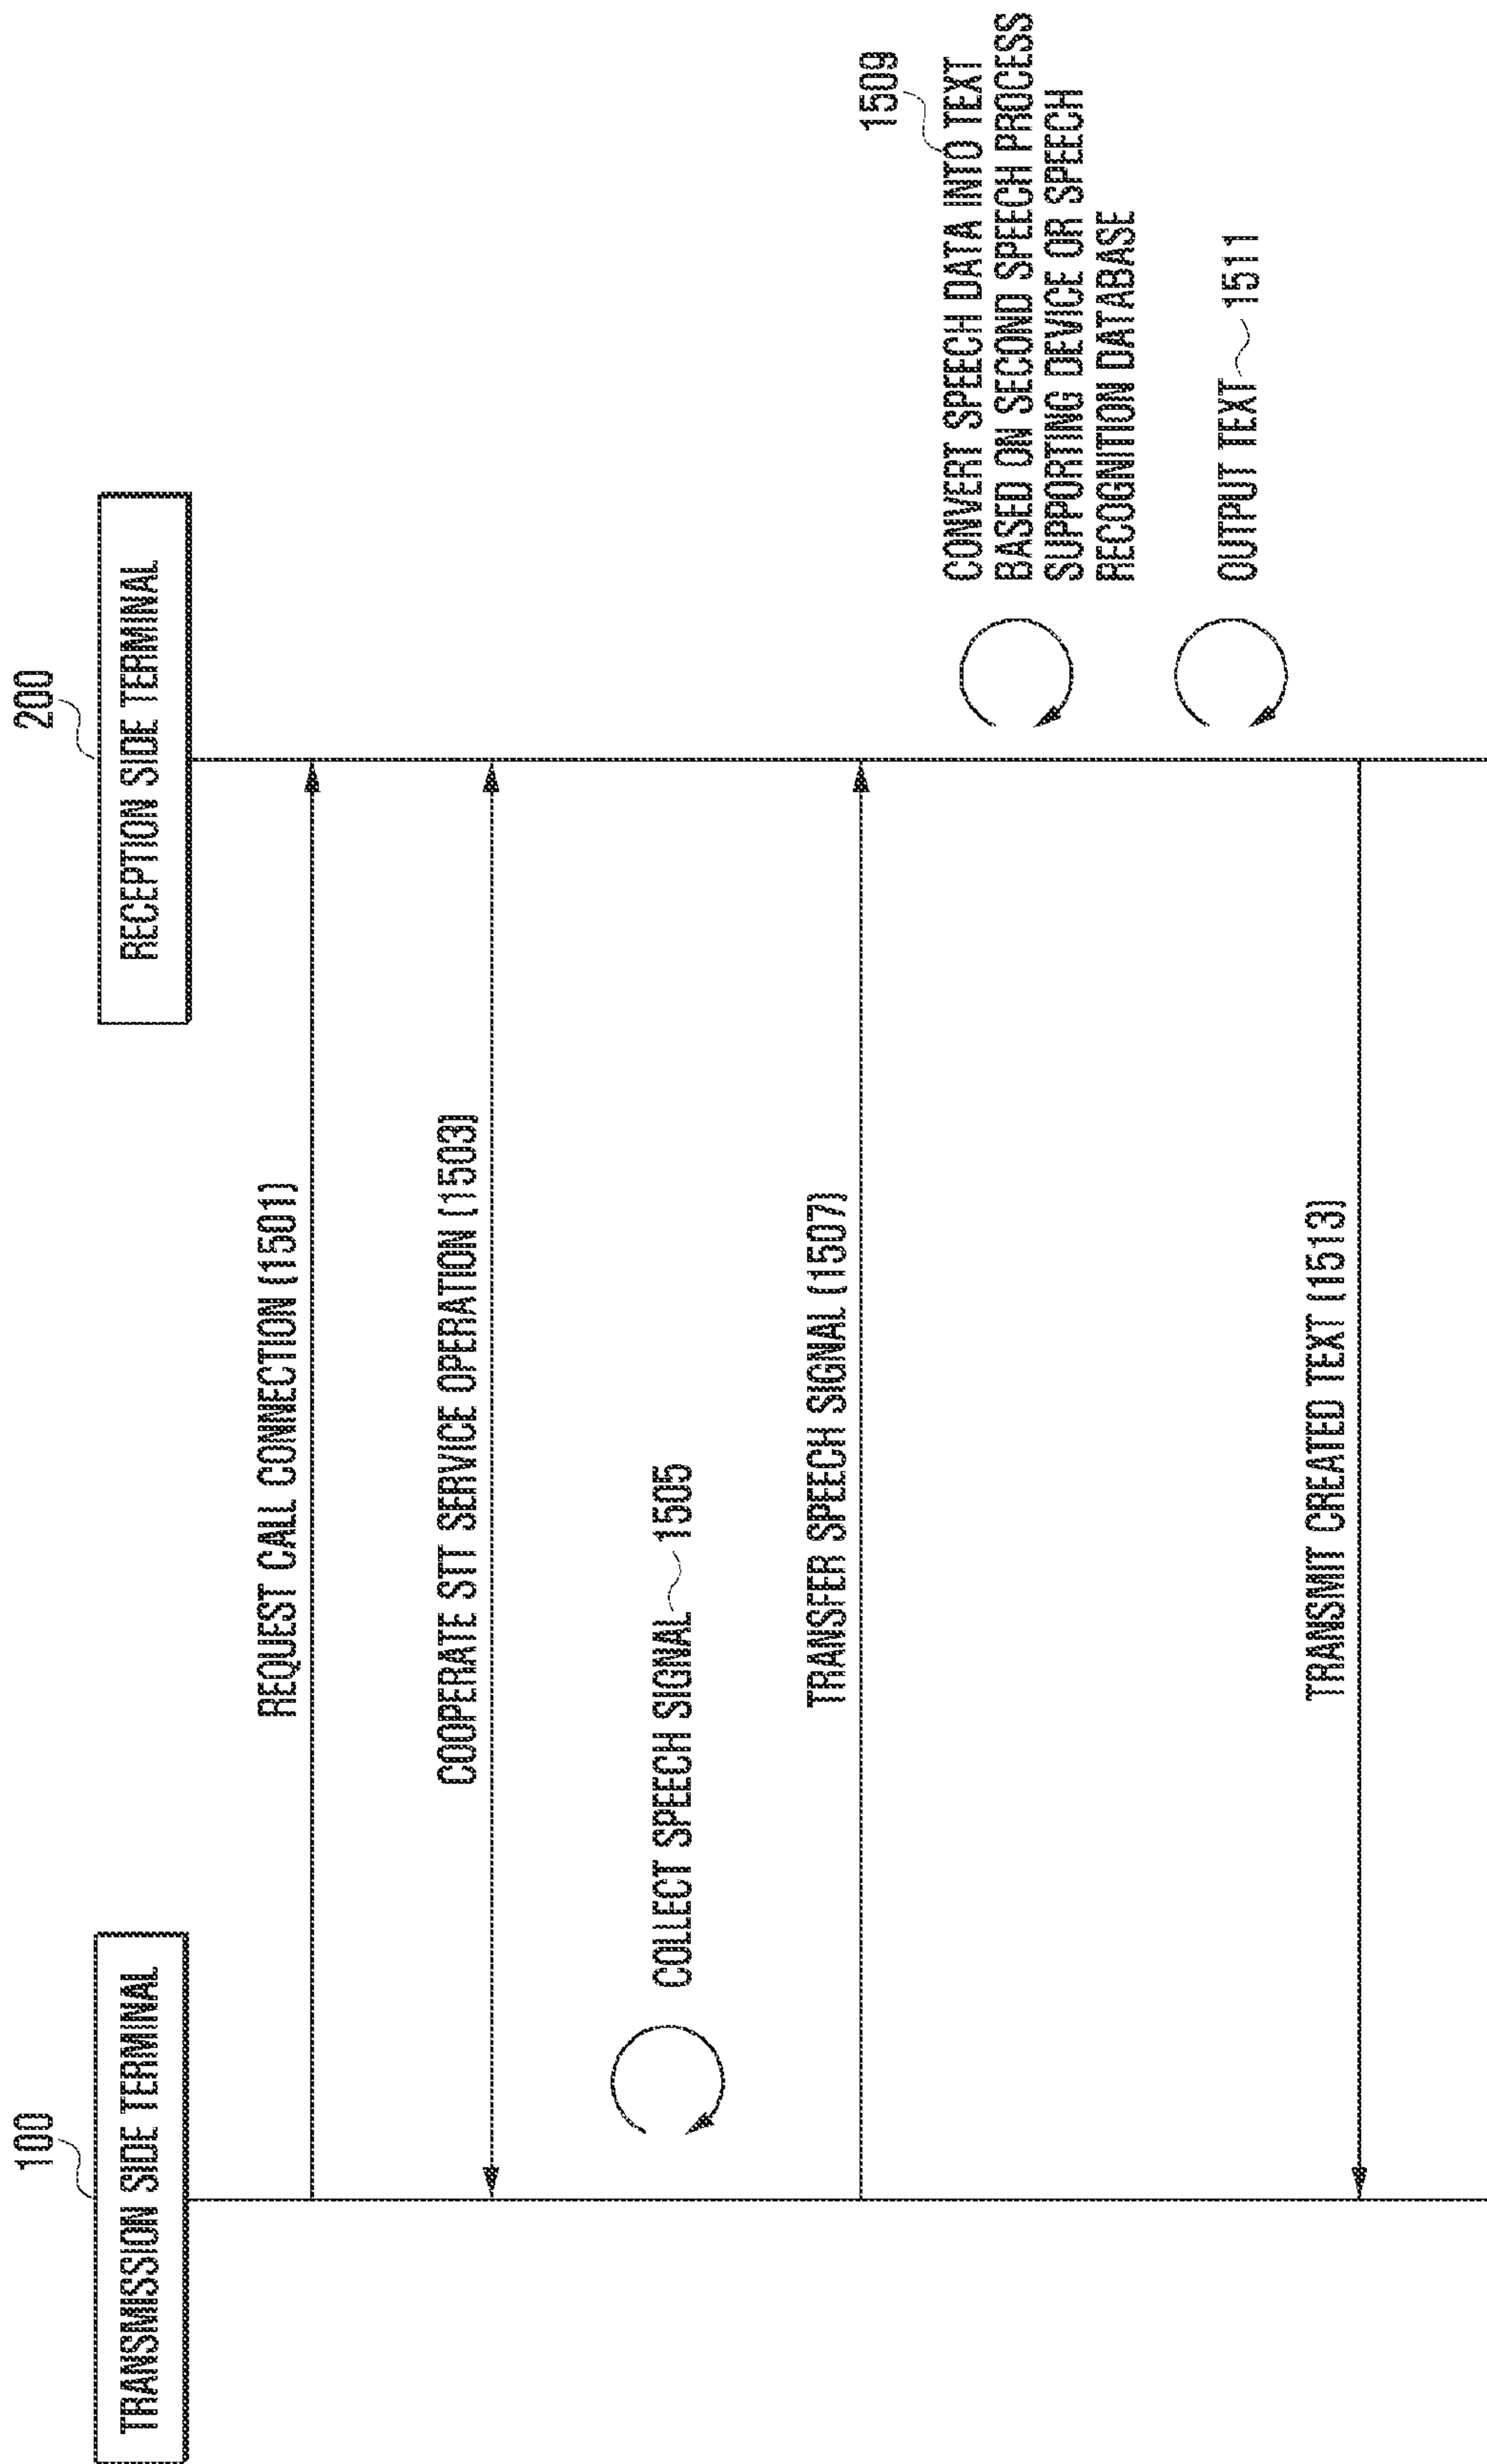 100
TRANSMISSION SIDE TERMINAL
200
RECEPTION SIDE TERMINAL
REQUEST CALL CONNECTION (1501)
COOPERATE STT SERVICE OPERATION (1503)
COLLECT SPEECH SIGNAL 1505
TRANSFER SPEECH SIGNAL (1507)
1509
CONVERT SPEECH DATA INTO TEXT
BASED ON SECOND SPEECH PROCESS
SUPPORTING DEVICE OR SPEECH
RECOGNITION DATABASE
OUTPUT TEXT 1511
TRANSMIT CREATED TEXT (1513)